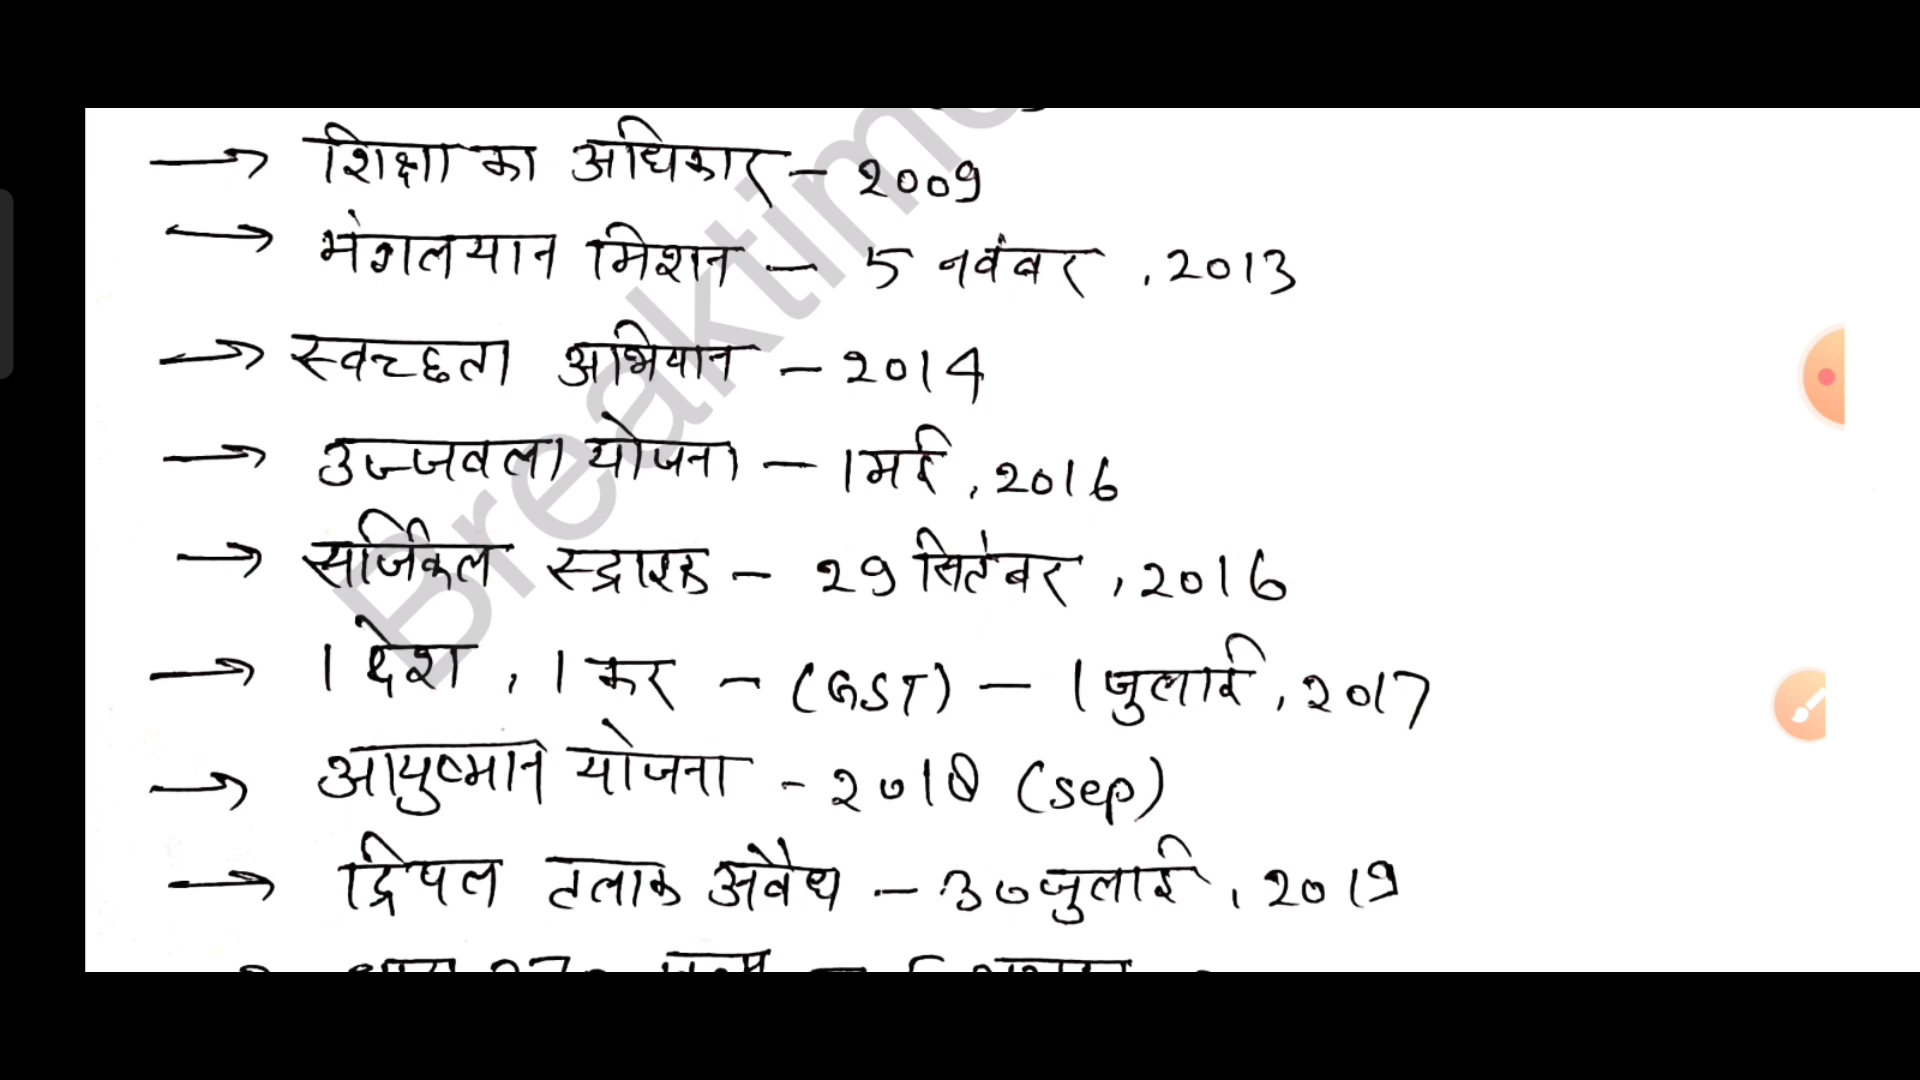 → शिक्षा का अधिकार - 2009
→ मंगलयान मिशन - 5 नवंबर, 2013
→ स्वच्छता अभियान - 2014
→ उज्जवला योजना - 1 मई, 2016
→ सर्जिकल स्ट्राइक - 29 सितंबर, 2016
→ 1 देश, 1 कर - (GST) - 1 जुलाई, 2017
→ आयुष्मान योजना - 2018 (sep)
→ ट्रिपल तलाक अवैध - 30 जुलाई, 2019
Breaktim